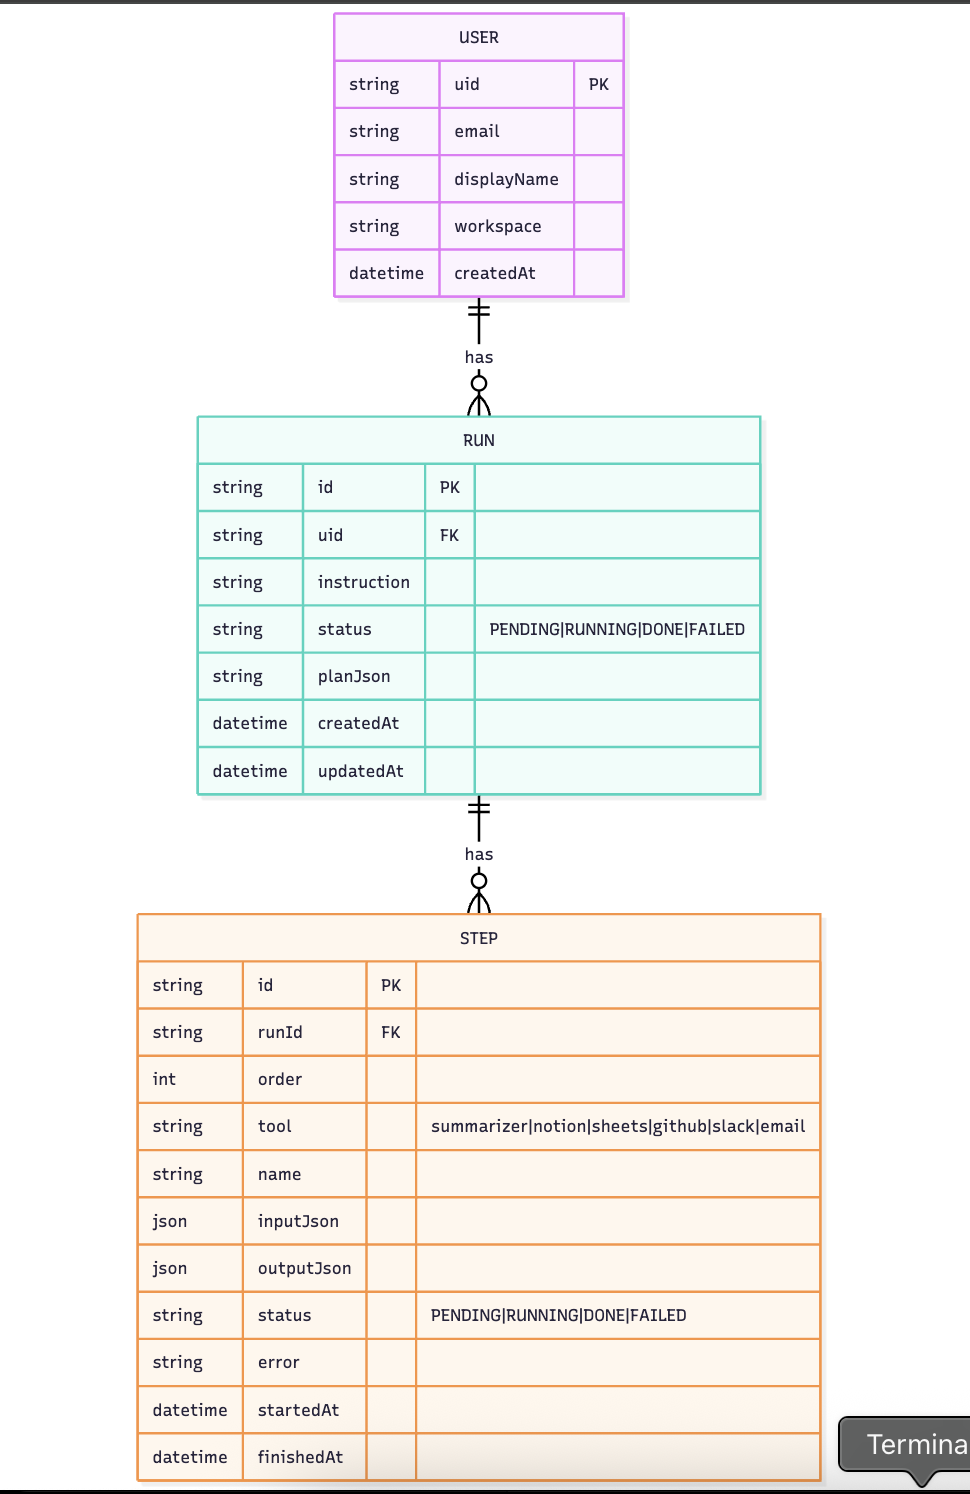 USER
string uid PK
string email
string displayName
string workspace
datetime createdAt
has
RUN
string id PK
string uid FK
string instruction
string status PENDING|RUNNING|DONE|FAILED
string planJson
datetime createdAt
datetime updatedAt
has
STEP
string id PK
string runId FK
int order
string tool summarizer|notion|sheets|github|slack|email
string name
json inputJson
json outputJson
string status PENDING|RUNNING|DONE|FAILED
string error
datetime startedAt
datetime finishedAt
Termina